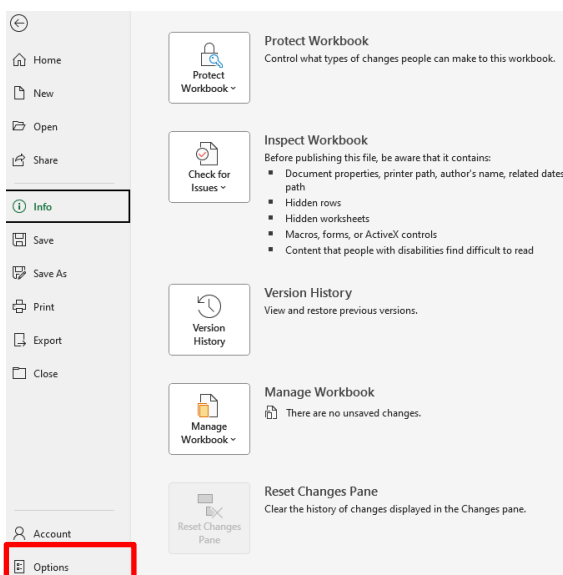 Home
New
Open
Share
Info
Save
Save As
Print
Export
Close
Account
Options
Protect
Workbook
Protect Workbook
Control what types of changes people can make to this workbook.
Check for
Issues
Inspect Workbook
Before publishing this file, be aware that it contains:
Document properties, printer path, author's name, related dates
path
Hidden rows
Hidden worksheets
Macros, forms, or ActiveX controls
Content that people with disabilities find difficult to read
Version
History
Version History
View and restore previous versions.
Manage
Workbook
Manage Workbook
There are no unsaved changes.
Reset Changes
Pane
Reset Changes Pane
Clear the history of changes displayed in the Changes pane.